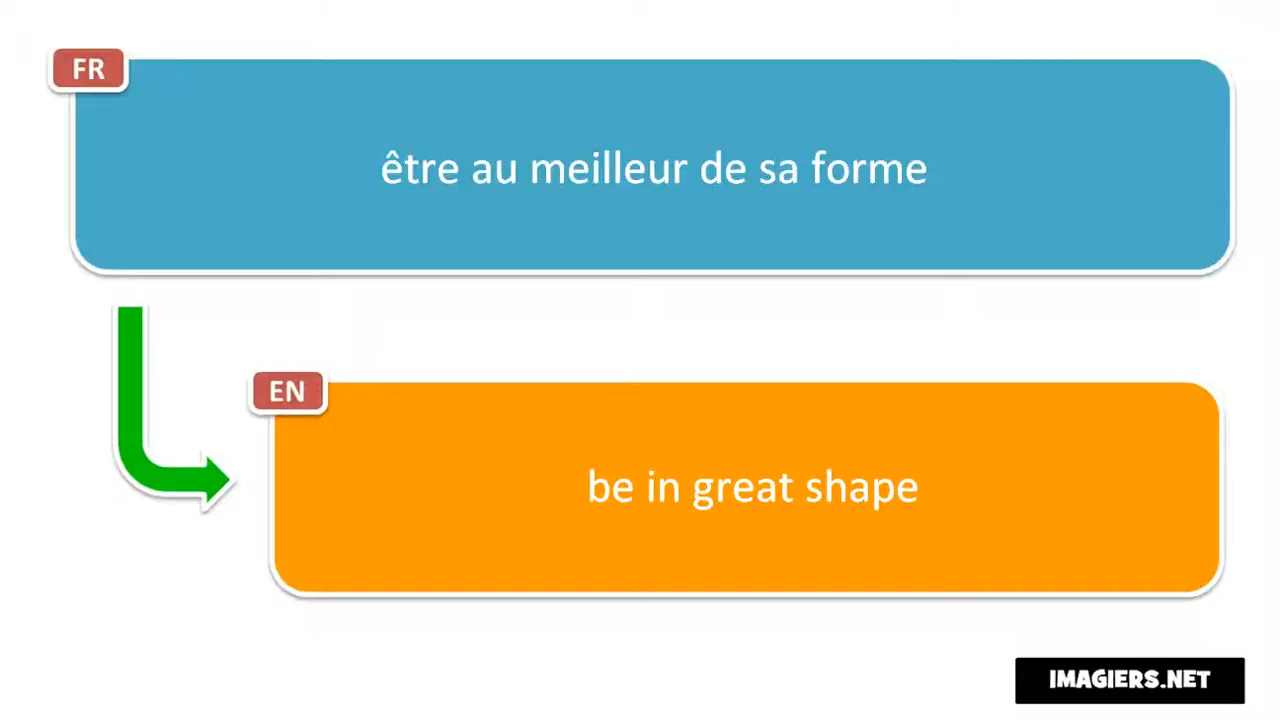 FR
être au meilleur de sa forme
EN
be in great shape
IMAGIERS.NET